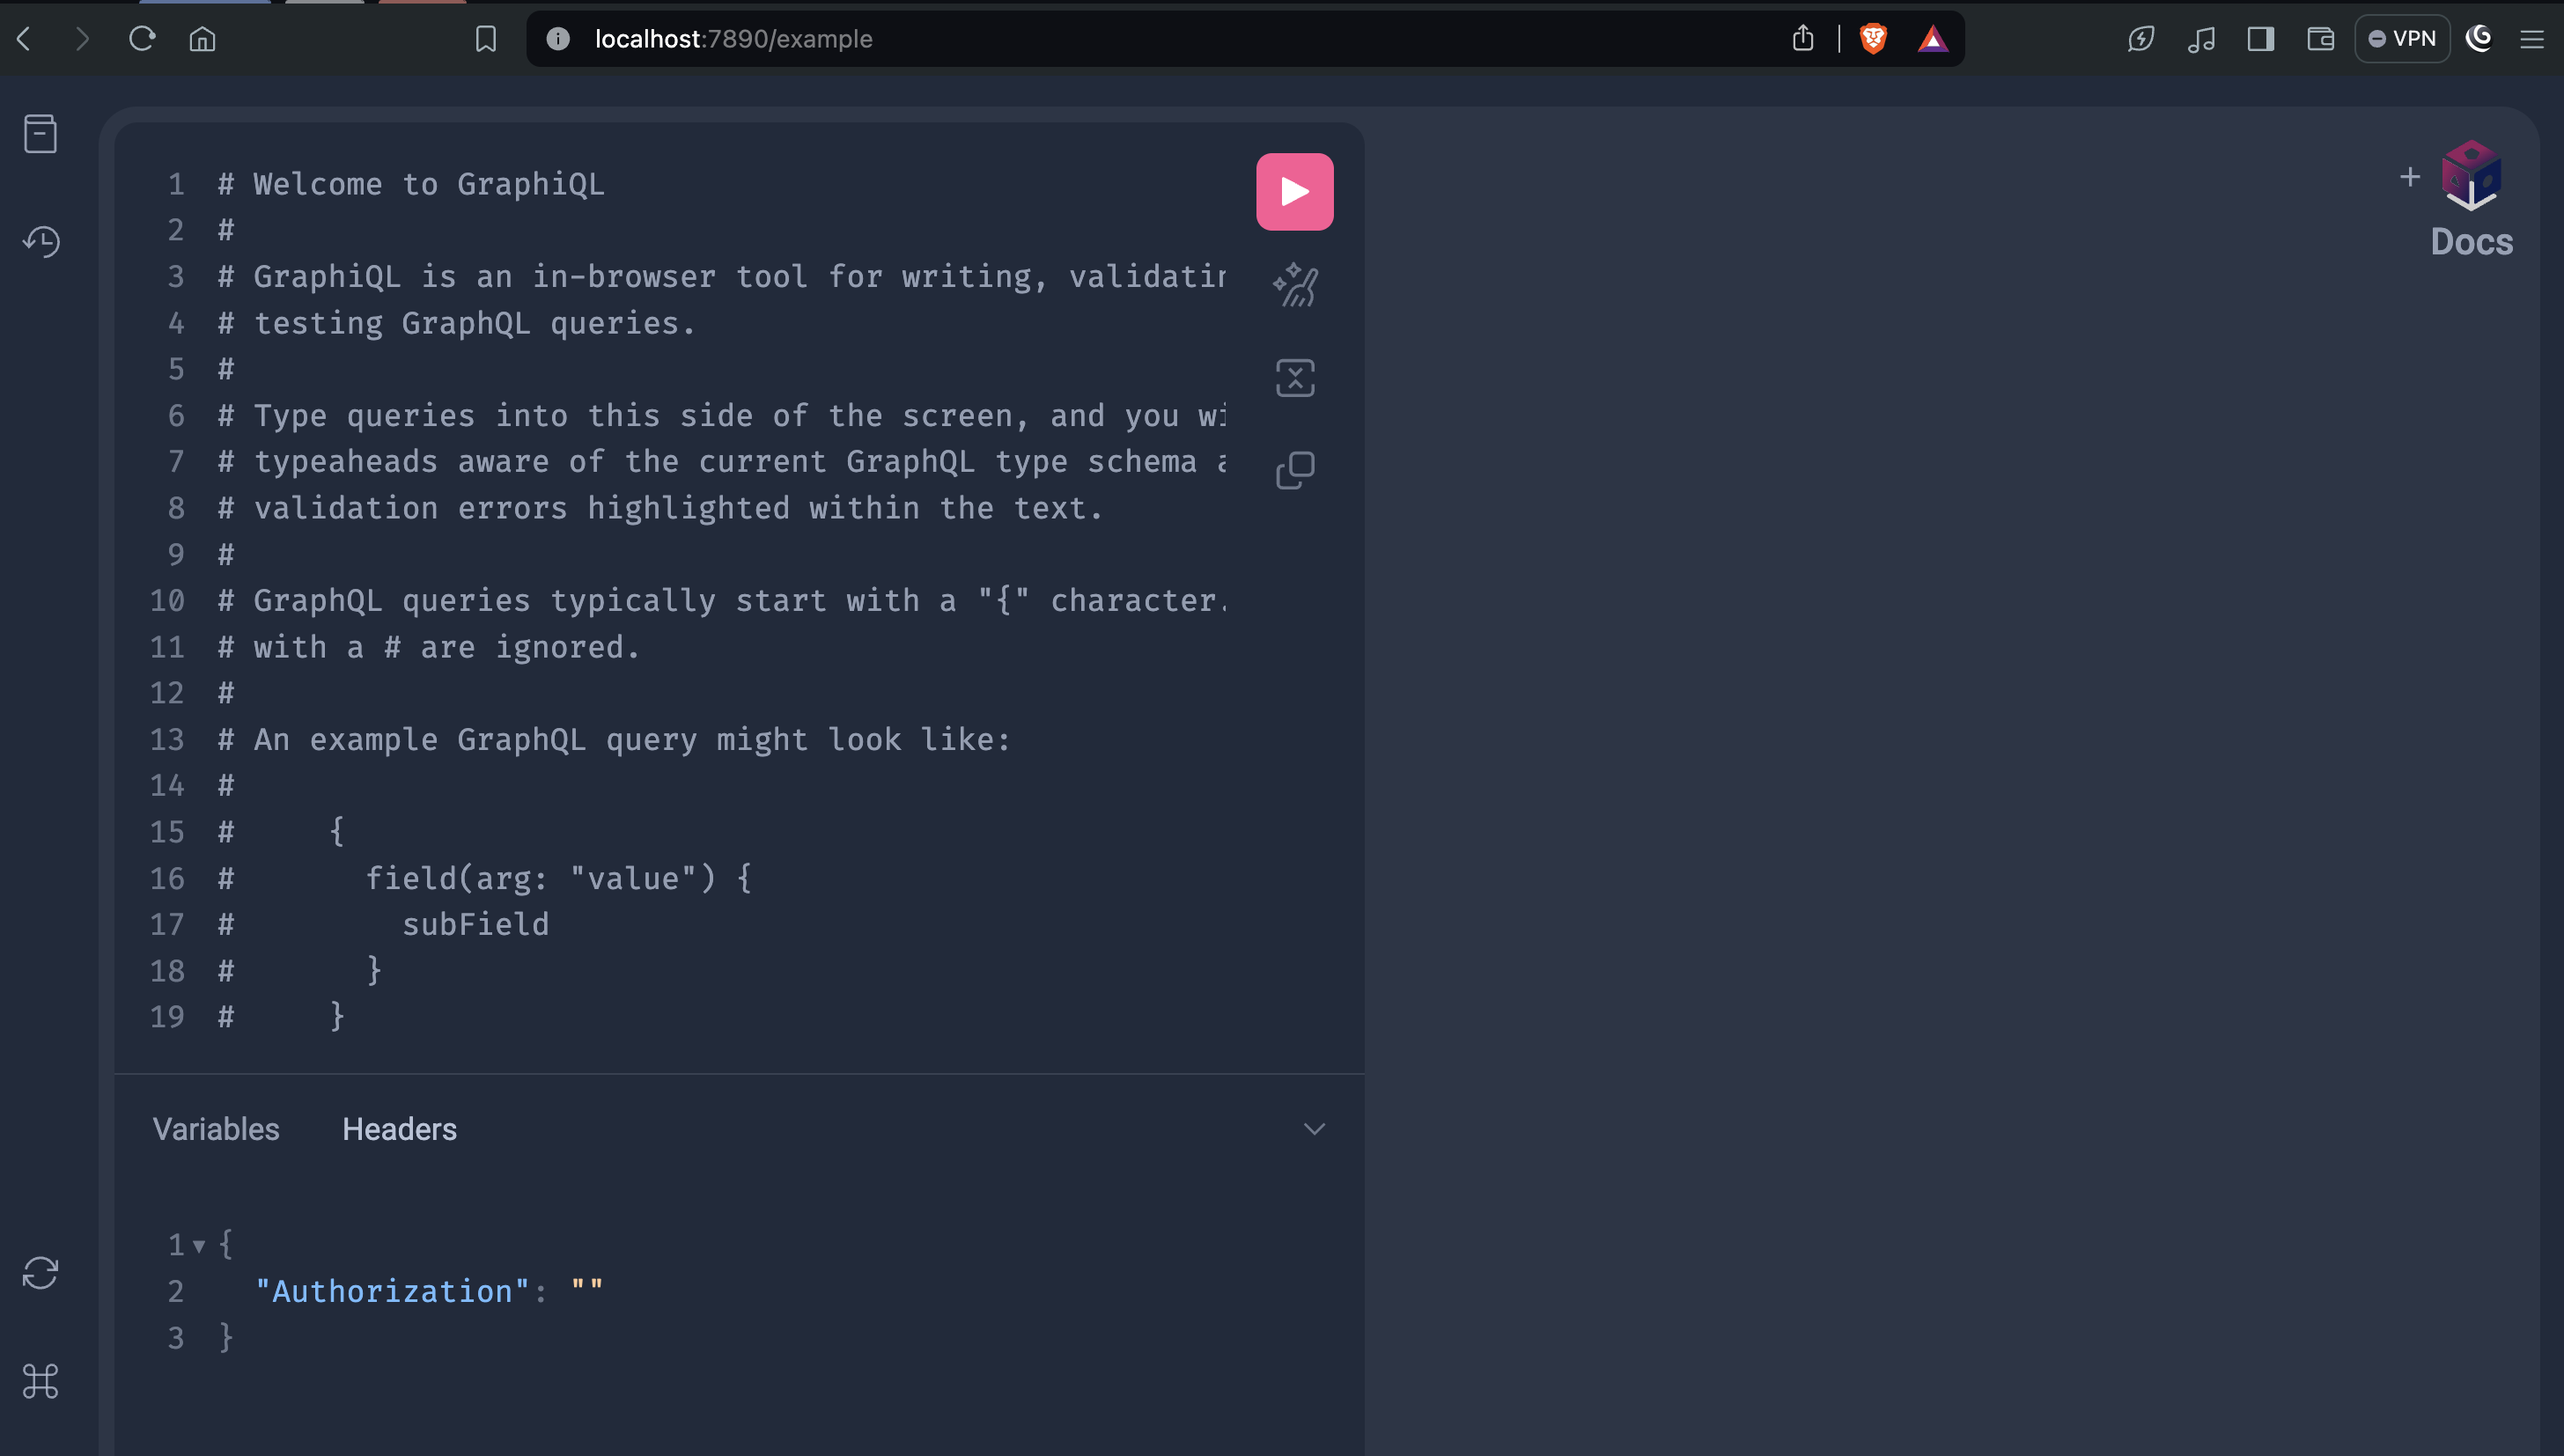 localhost:7890/example
VPN
1 # Welcome to GraphiQL
2 #
3 # GraphiQL is an in-browser tool for writing,
4 # testing GraphQL queries.
5 #
6 # Type queries into this side of the screen, and you
7 # typeaheads aware of the current GraphQL type schema
8 # validation errors highlighted within the text.
9 #
10 # GraphQL queries typically start with a "{" character.
11 # with a # are ignored.
12 #
13 # An example GraphQL query might look like:
14 #
15 #     {
16 #       field(arg: "value") {
17 #         subField
18 #       }
19 #     }
+
Docs
Variables Headers
1 {
2   "Authorization": ""
3 }